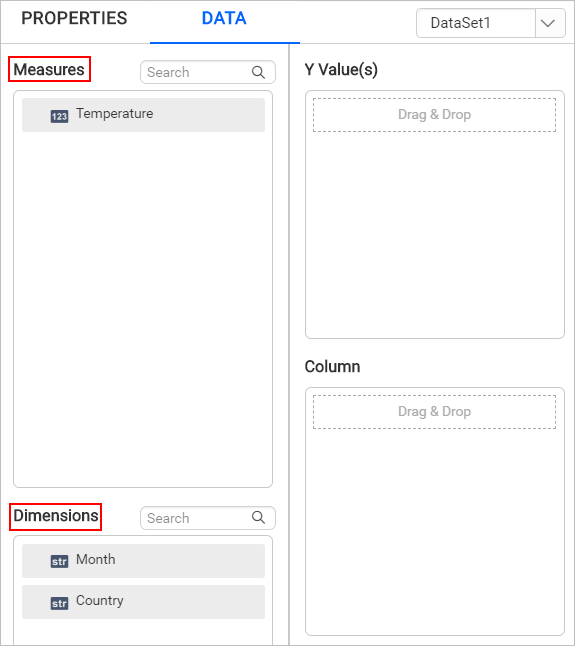 PROPERTIES
DATA
DataSet1
Measures
Search
123 Temperature
Dimensions
Search
str Month
str Country
Y Value(s)
Drag & Drop
Column
Drag & Drop